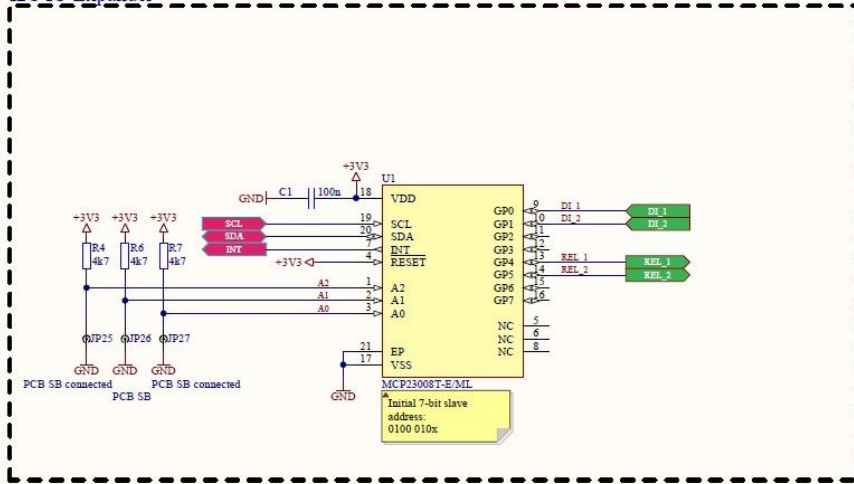 +3V3
U1
GND
C1
100n
18
VDD
SCL
19
SCL
SDA
20
SDA
INT
7
INT
+3V3
4
RESET
9
DI_1
DI_1
GP0
10
DI_2
DI_2
GP1
11
GP2
12
GP3
13
REL_1
REL_1
GP4
14
REL_2
REL_2
GP5
15
GP6
16
GP7
+3V3
+3V3
+3V3
R4
4k7
R6
4k7
R7
4k7
A2
1
A2
A1
2
A1
A0
3
A0
NC
5
NC
6
NC
8
JP25
JP26
JP27
21
EP
17
VSS
GND
GND
GND
GND
PCB SB connected
PCB SB
PCB SB connected
MCP23008T-E/ML
Initial 7-bit slave
address:
0100 010x